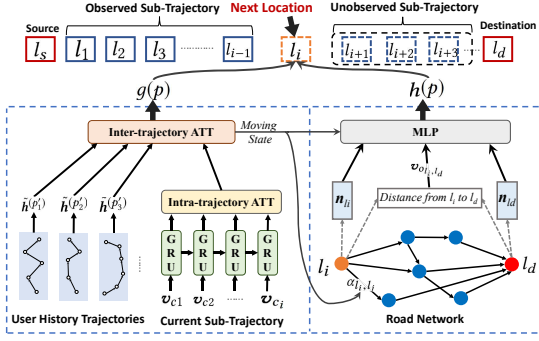 Observed Sub-Trajectory
Next Location
Unobserved Sub-Trajectory
Source
Destination
l_s l_1 l_2 l_3 ............ l_{i-1} l_i l_{i+1} l_{i+2} l_{i+3} ...... l_d
g(p) h(p)
Inter-trajectory ATT
Moving State
MLP
v_{o_{l_i,l_d}}
h̃^{(p'_1)} h̃^{(p'_2)} h̃^{(p'_3)}
Intra-trajectory ATT
n_{li}
Distance from l_i to l_d
n_{ld}
GRU GRU GRU GRU
l_i
l_d
α_{l_i,l_i}
v_{c1} v_{c2} ...... v_{c_i}
User History Trajectories
Current Sub-Trajectory
Road Network